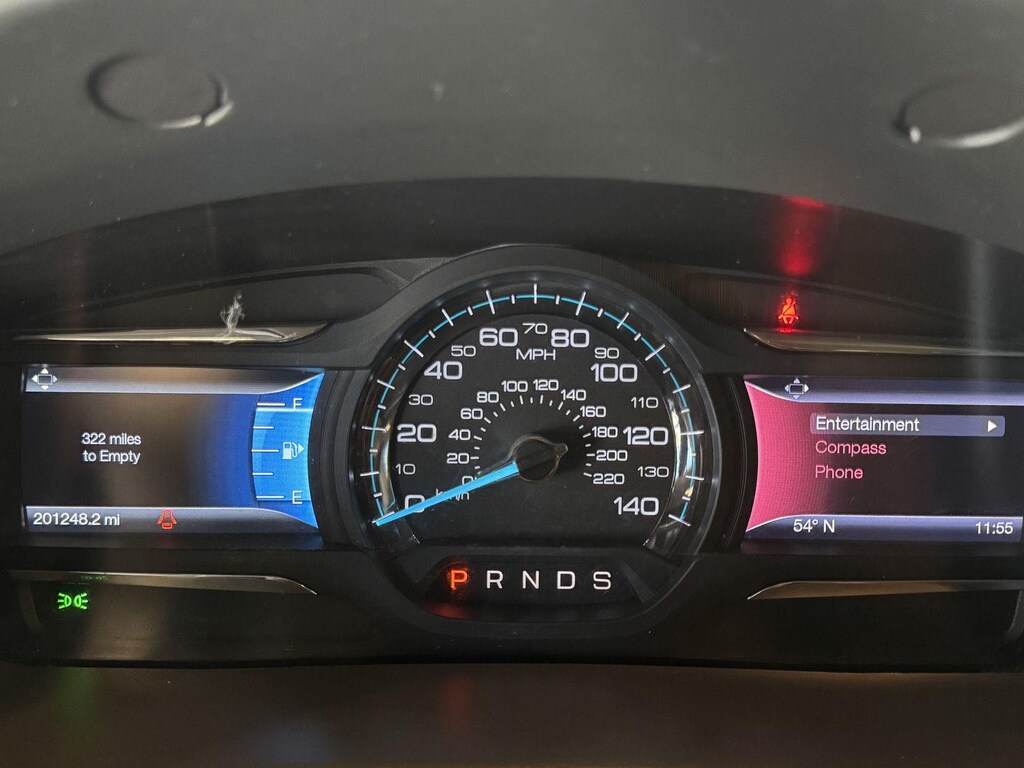 322 miles
to Empty
F
E
201248.2 mi
0
10
20
30
40
50
60
70
80
90
100
110
120
130
140
MPH
0
20
40
60
80
100
120
140
160
180
200
220
km/h
P R N D S
Entertainment
Compass
Phone
54° N
11:55